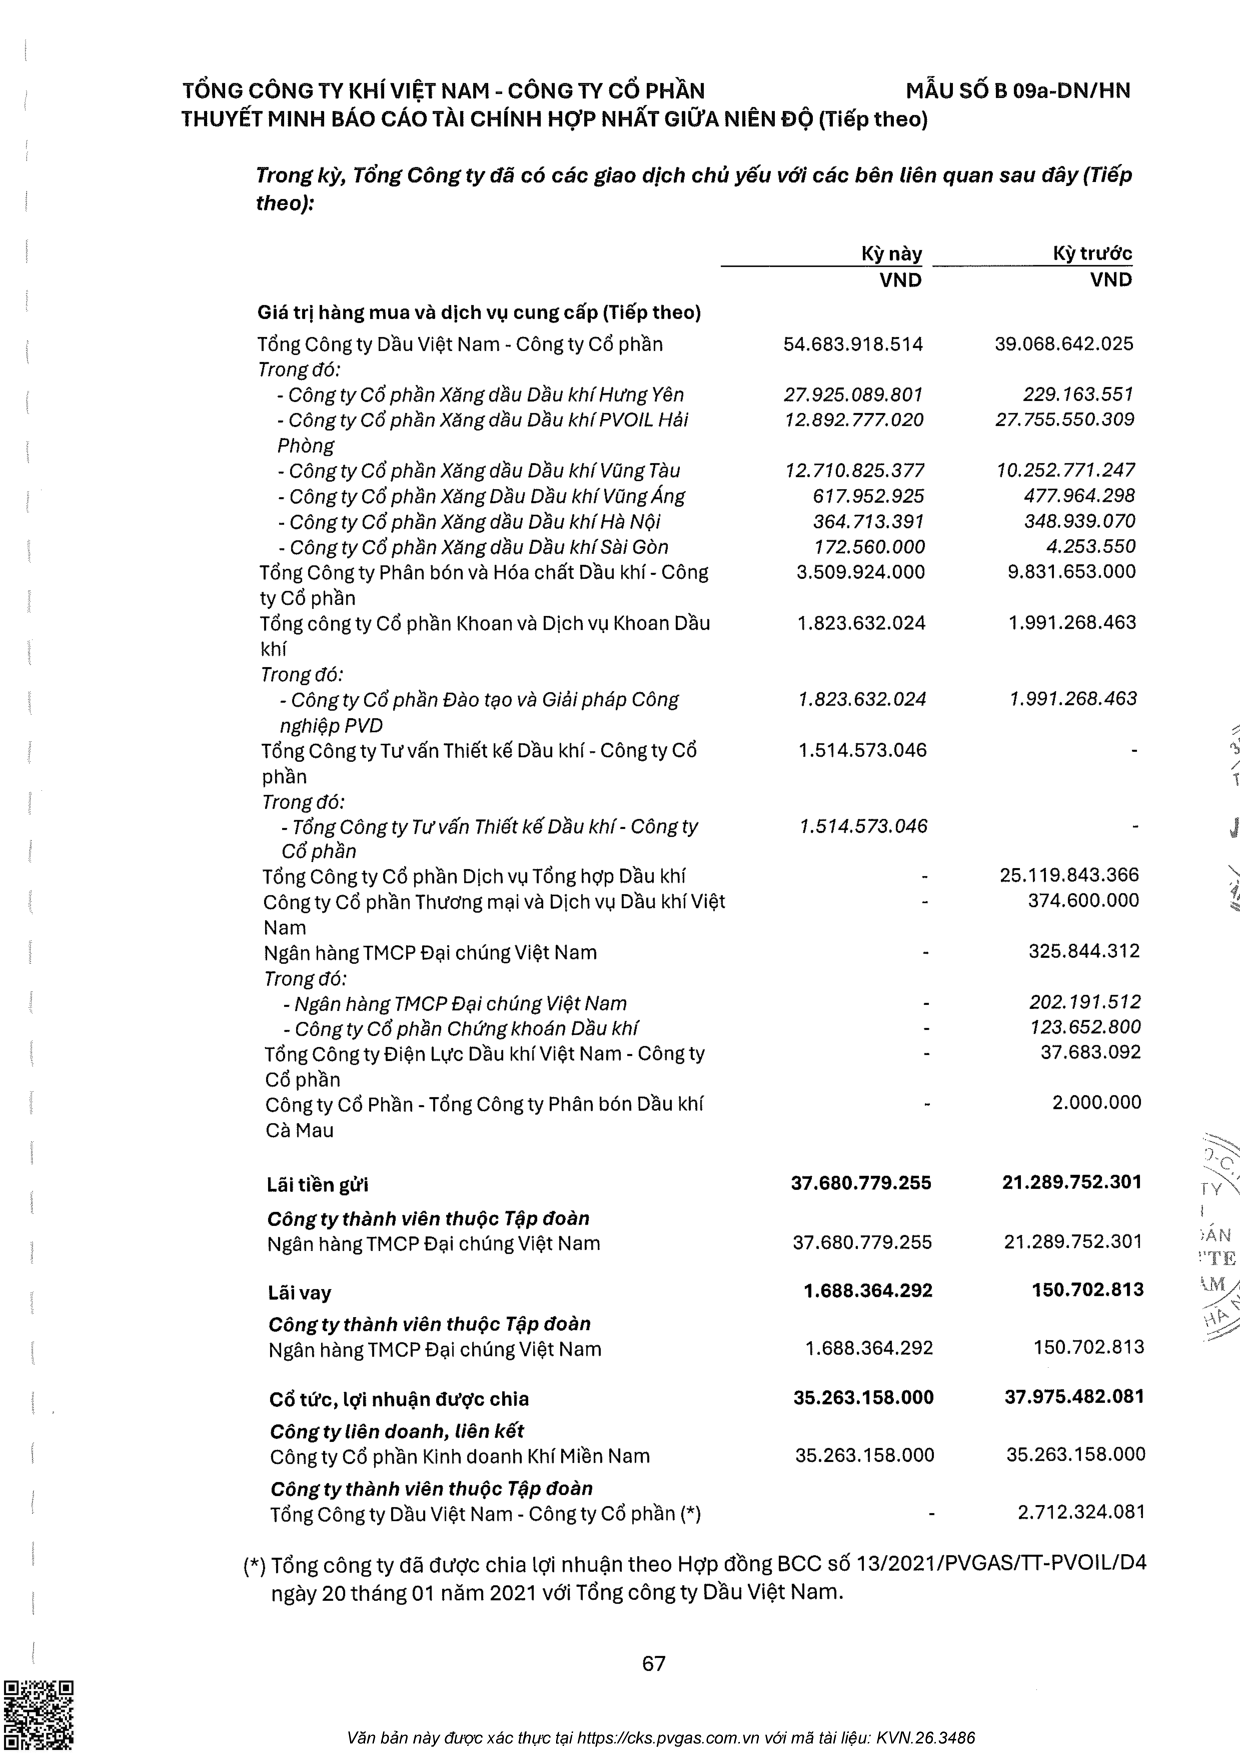 TỔNG CÔNG TY KHÍ VIỆT NAM - CÔNG TY CỔ PHẦN MẪU SỐ B 09a-DN/HN
THUYẾT MINH BÁO CÁO TÀI CHÍNH HỢP NHẤT GIỮA NIÊN ĐỘ (Tiếp theo)
Trong kỳ, Tổng Công ty đã có các giao dịch chủ yếu với các bên liên quan sau đây (Tiếp
theo):
Kỳ này Kỳ trước
VND VND
Giá trị hàng mua và dịch vụ cung cấp (Tiếp theo)
Tổng Công ty Dầu Việt Nam - Công ty Cổ phần 54.683.918.514 39.068.642.025
Trong đó:
- Công ty Cổ phần Xăng dầu Dầu khí Hưng Yên 27.925.089.801 229.163.551
- Công ty Cổ phần Xăng dầu Dầu khí PVOIL Hải 12.892.777.020 27.755.550.309
Phòng
- Công ty Cổ phần Xăng dầu Dầu khí Vũng Tàu 12.710.825.377 10.252.771.247
- Công ty Cổ phần Xăng Dầu Dầu khí Vũng Áng 617.952.925 477.964.298
- Công ty Cổ phần Xăng dầu Dầu khí Hà Nội 364.713.391 348.939.070
- Công ty Cổ phần Xăng dầu Dầu khí Sài Gòn 172.560.000 4.253.550
Tổng Công ty Phân bón và Hóa chất Dầu khí - Công 3.509.924.000 9.831.653.000
ty Cổ phần
Tổng công ty Cổ phần Khoan và Dịch vụ Khoan Dầu 1.823.632.024 1.991.268.463
khí
Trong đó:
- Công ty Cổ phần Đào tạo và Giải pháp Công 1.823.632.024 1.991.268.463
nghiệp PVD
Tổng Công ty Tư vấn Thiết kế Dầu khí - Công ty Cổ 1.514.573.046 -
phần
Trong đó:
- Tổng Công ty Tư vấn Thiết kế Dầu khí - Công ty 1.514.573.046 -
Cổ phần
Tổng Công ty Cổ phần Dịch vụ Tổng hợp Dầu khí - 25.119.843.366
Công ty Cổ phần Thương mại và Dịch vụ Dầu khí Việt - 374.600.000
Nam
Ngân hàng TMCP Đại chúng Việt Nam - 325.844.312
Trong đó:
- Ngân hàng TMCP Đại chúng Việt Nam - 202.191.512
- Công ty Cổ phần Chứng khoán Dầu khí - 123.652.800
Tổng Công ty Điện Lực Dầu khí Việt Nam - Công ty - 37.683.092
Cổ phần
Công ty Cổ Phần - Tổng Công ty Phân bón Dầu khí - 2.000.000
Cà Mau
Lãi tiền gửi 37.680.779.255 21.289.752.301
Công ty thành viên thuộc Tập đoàn
Ngân hàng TMCP Đại chúng Việt Nam 37.680.779.255 21.289.752.301
Lãi vay 1.688.364.292 150.702.813
Công ty thành viên thuộc Tập đoàn
Ngân hàng TMCP Đại chúng Việt Nam 1.688.364.292 150.702.813
Cổ tức, lợi nhuận được chia 35.263.158.000 37.975.482.081
Công ty liên doanh, liên kết
Công ty Cổ phần Kinh doanh Khí Miền Nam 35.263.158.000 35.263.158.000
Công ty thành viên thuộc Tập đoàn
Tổng Công ty Dầu Việt Nam - Công ty Cổ phần (*) - 2.712.324.081
(*) Tổng công ty đã được chia lợi nhuận theo Hợp đồng BCC số 13/2021/PVGAS/TT-PVOIL/D4
ngày 20 tháng 01 năm 2021 với Tổng công ty Dầu Việt Nam.
67
Văn bản này được xác thực tại https://cks.pvgas.com.vn với mã tài liệu: KVN.26.3486